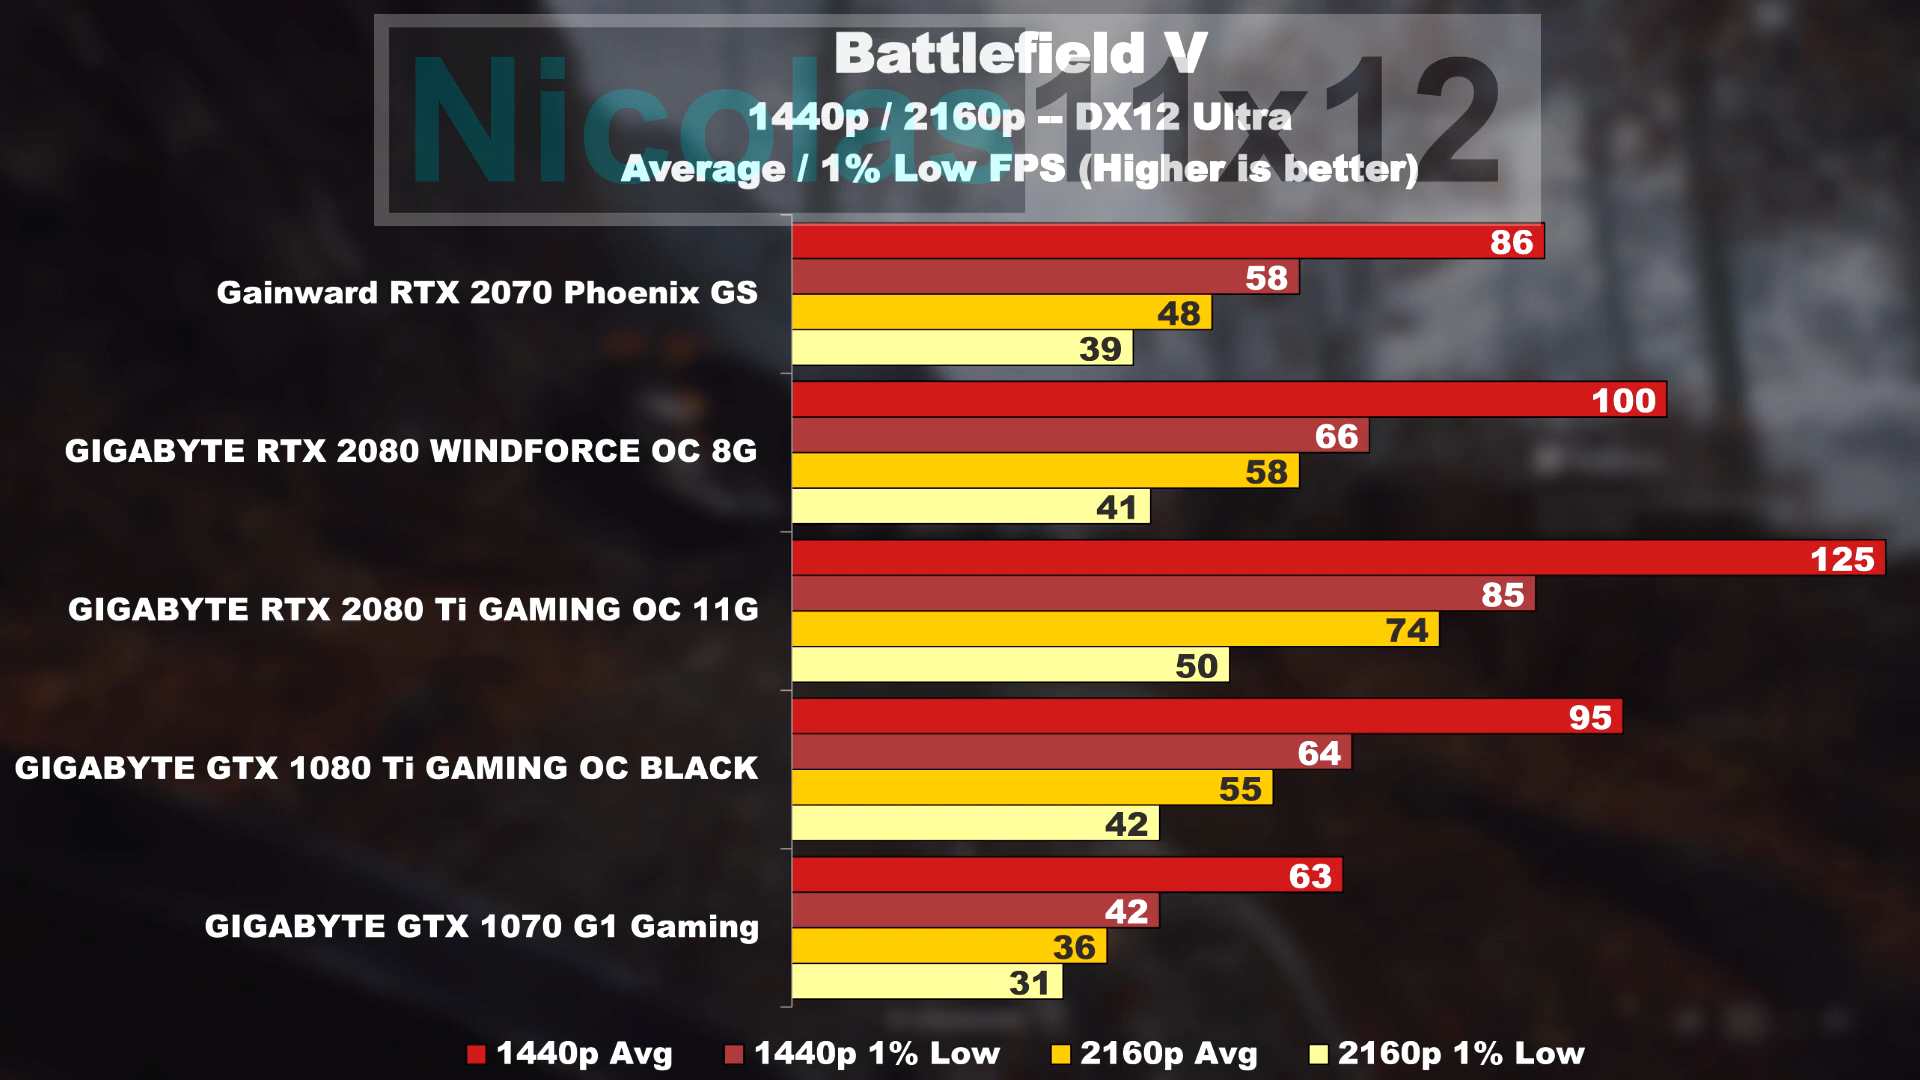 Nicolas11x12
Battlefield V
1440p / 2160p -- DX12 Ultra
Average / 1% Low FPS (Higher is better)
Gainward RTX 2070 Phoenix GS
86
58
48
39
GIGABYTE RTX 2080 WINDFORCE OC 8G
100
66
58
41
GIGABYTE RTX 2080 Ti GAMING OC 11G
125
85
74
50
GIGABYTE GTX 1080 Ti GAMING OC BLACK
95
64
55
42
GIGABYTE GTX 1070 G1 Gaming
63
42
36
31
1440p Avg 1440p 1% Low 2160p Avg 2160p 1% Low